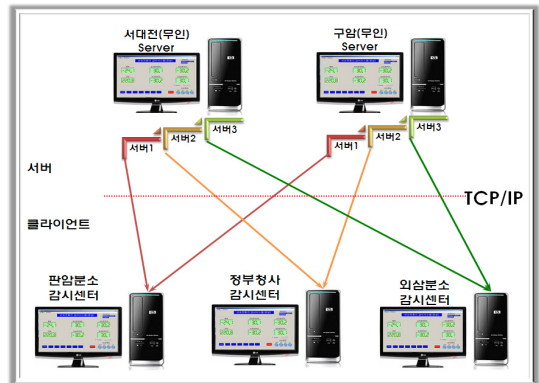 서대전(무인)
Server
구암(무인)
Server
서버1
서버2
서버3
서버1
서버2
서버3
서버
TCP/IP
클라이언트
판암분소
감시센터
정부청사
감시센터
외삼분소
감시센터